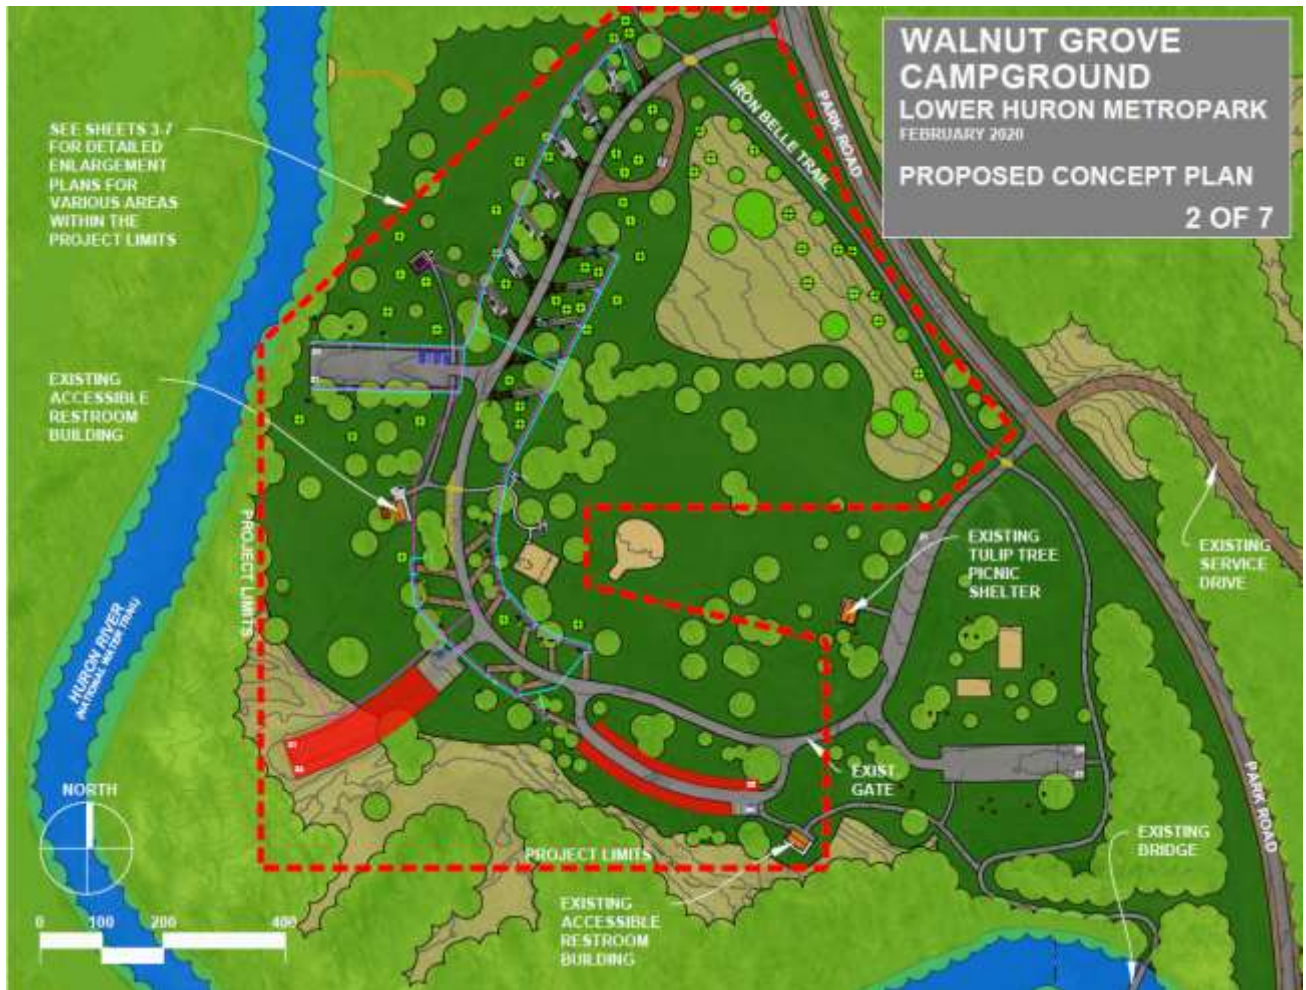 WALNUT GROVE
CAMPGROUND
LOWER HURON METROPARK
FEBRUARY 2020
PROPOSED CONCEPT PLAN
2 OF 7
SEE SHEETS 3-7
FOR DETAILED
ENLARGEMENT
PLANS FOR
VARIOUS AREAS
WITHIN THE
PROJECT LIMITS
IRON BELLE TRAIL
PARK ROAD
EXISTING
ACCESSIBLE
RESTROOM
BUILDING
PROJECT LIMITS
HURON RIVER
(NATIONAL WATER TRAIL)
EXISTING
TULIP TREE
PICNIC
SHELTER
EXISTING
SERVICE
DRIVE
EXIST
GATE
PARK ROAD
NORTH
EXISTING
BRIDGE
PROJECT LIMITS
EXISTING
ACCESSIBLE
RESTROOM
BUILDING
0 100 200 400